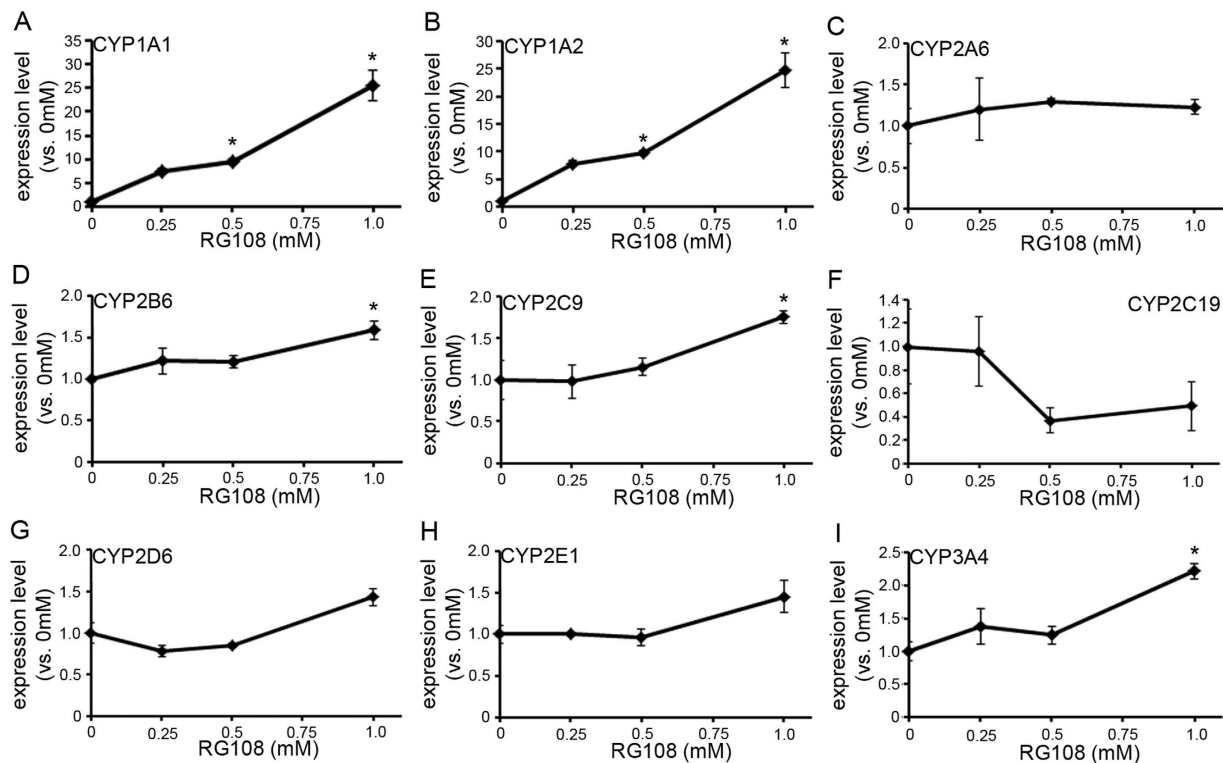 A
CYP1A1
expression level
(vs. 0mM)
35
30
25
20
15
10
5
0
*
*
0
0.25
0.5
0.75
1.0
RG108 (mM)
B
CYP1A2
expression level
(vs. 0mM)
30
25
20
15
10
5
0
*
*
0
0.25
0.5
0.75
1.0
RG108 (mM)
C
CYP2A6
expression level
(vs. 0mM)
2.0
1.5
1.0
0.5
0
0
0.25
0.5
0.75
1.0
RG108 (mM)
D
CYP2B6
expression level
(vs. 0mM)
2.0
1.5
1.0
0.5
0
*
0
0.25
0.5
0.75
1.0
RG108 (mM)
E
CYP2C9
expression level
(vs. 0mM)
2.0
1.5
1.0
0.5
0
*
0
0.25
0.5
0.75
1.0
RG108 (mM)
F
CYP2C19
expression level
(vs. 0mM)
1.4
1.2
1.0
0.8
0.6
0.4
0.2
0
0
0.25
0.5
0.75
1.0
RG108 (mM)
G
CYP2D6
expression level
(vs. 0mM)
2.0
1.5
1.0
0.5
0
0
0.25
0.5
0.75
1.0
RG108 (mM)
H
CYP2E1
expression level
(vs. 0mM)
2.0
1.5
1.0
0.5
0
0
0.25
0.5
0.75
1.0
RG108 (mM)
I
CYP3A4
expression level
(vs. 0mM)
2.5
2.0
1.5
1.0
0.5
0
*
0
0.25
0.5
0.75
1.0
RG108 (mM)